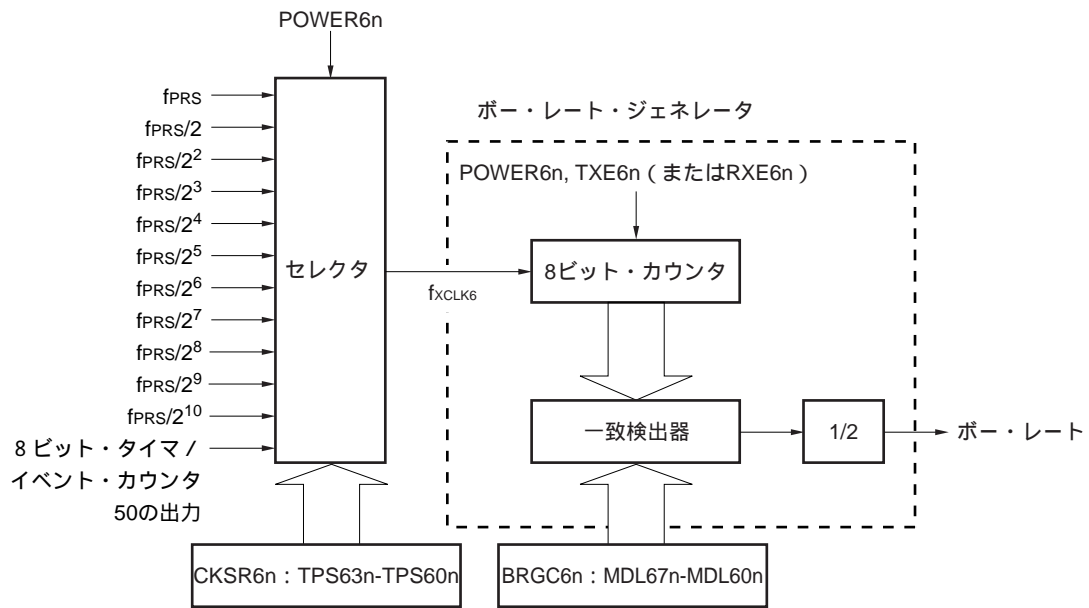 POWER6n
fPRS
fPRS/2
fPRS/2²
fPRS/2³
fPRS/2⁴
fPRS/2⁵
fPRS/2⁶
fPRS/2⁷
fPRS/2⁸
fPRS/2⁹
fPRS/2¹⁰
8 ビット・タイマ /
イベント・カウンタ
50の出力
セレクタ
fXCLK6
CKSR6n：TPS63n-TPS60n
ボー・レート・ジェネレータ
POWER6n, TXE6n（またはRXE6n）
8ビット・カウンタ
一致検出器
1/2
ボー・レート
BRGC6n：MDL67n-MDL60n